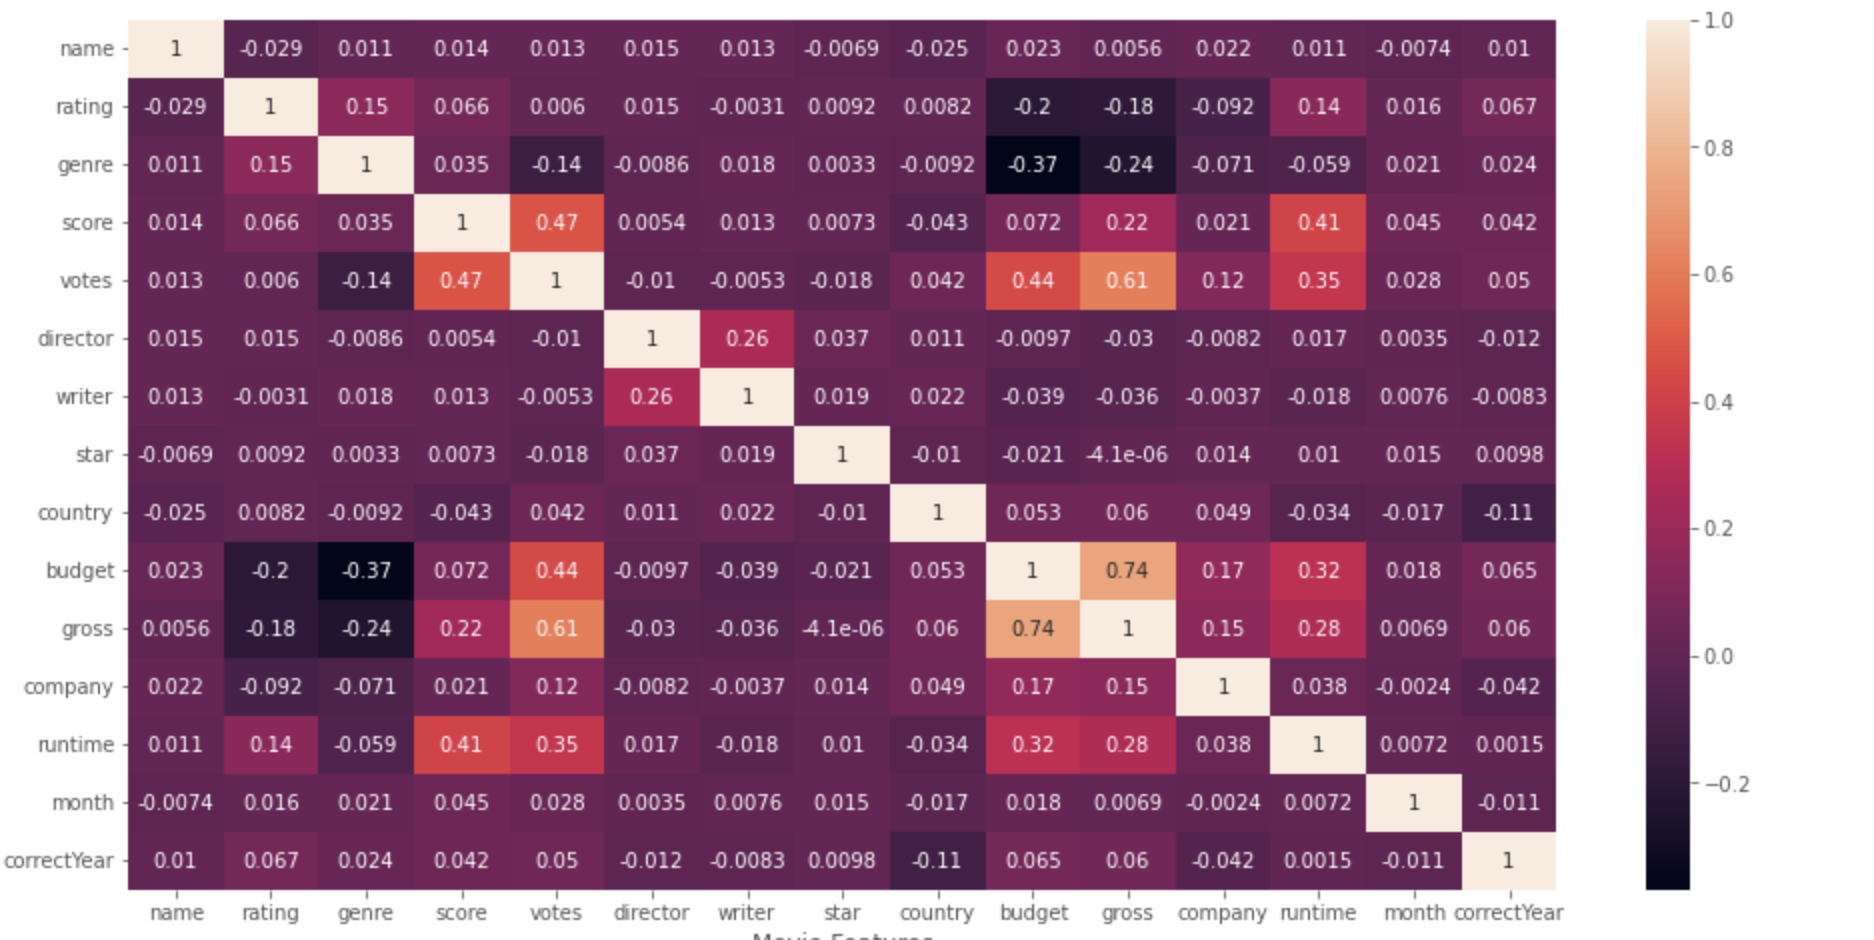 1.0
name 1 -0.029 0.011 0.014 0.013 0.015 0.013 -0.0069 -0.025 0.023 0.0056 0.022 0.011 -0.0074 0.01
rating -0.029 1 0.15 0.066 0.006 0.015 -0.0031 0.0092 0.0082 -0.2 -0.18 -0.092 0.14 0.016 0.067
0.8
genre 0.011 0.15 1 0.035 -0.14 -0.0086 0.018 0.0033 -0.0092 -0.37 -0.24 -0.071 -0.059 0.021 0.024
score 0.014 0.066 0.035 1 0.47 0.0054 0.013 0.0073 -0.043 0.072 0.22 0.021 0.41 0.045 0.042
0.6
votes 0.013 0.006 -0.14 0.47 1 -0.01 -0.0053 -0.018 0.042 0.44 0.61 0.12 0.35 0.028 0.05
director 0.015 0.015 -0.0086 0.0054 -0.01 1 0.26 0.037 0.011 -0.0097 -0.03 -0.0082 0.017 0.0035 -0.012
writer 0.013 -0.0031 0.018 0.013 -0.0053 0.26 1 0.019 0.022 -0.039 -0.036 -0.0037 -0.018 0.0076 -0.0083
0.4
star -0.0069 0.0092 0.0033 0.0073 -0.018 0.037 0.019 1 -0.01 -0.021 -4.1e-06 0.014 0.01 0.015 0.0098
country -0.025 0.0082 -0.0092 -0.043 0.042 0.011 0.022 -0.01 1 0.053 0.06 0.049 -0.034 -0.017 -0.11
0.2
budget 0.023 -0.2 -0.37 0.072 0.44 -0.0097 -0.039 -0.021 0.053 1 0.74 0.17 0.32 0.018 0.065
gross 0.0056 -0.18 -0.24 0.22 0.61 -0.03 -0.036 -4.1e-06 0.06 0.74 1 0.15 0.28 0.0069 0.06
0.0
company 0.022 -0.092 -0.071 0.021 0.12 -0.0082 -0.0037 0.014 0.049 0.17 0.15 1 0.038 -0.0024 -0.042
runtime 0.011 0.14 -0.059 0.41 0.35 0.017 -0.018 0.01 -0.034 0.32 0.28 0.038 1 0.0072 0.0015
−0.2
month -0.0074 0.016 0.021 0.045 0.028 0.0035 0.0076 0.015 -0.017 0.018 0.0069 -0.0024 0.0072 1 -0.011
correctYear 0.01 0.067 0.024 0.042 0.05 -0.012 -0.0083 0.0098 -0.11 0.065 0.06 -0.042 0.0015 -0.011 1
name rating genre score votes director writer star country budget gross company runtime month correctYear
Movie Features